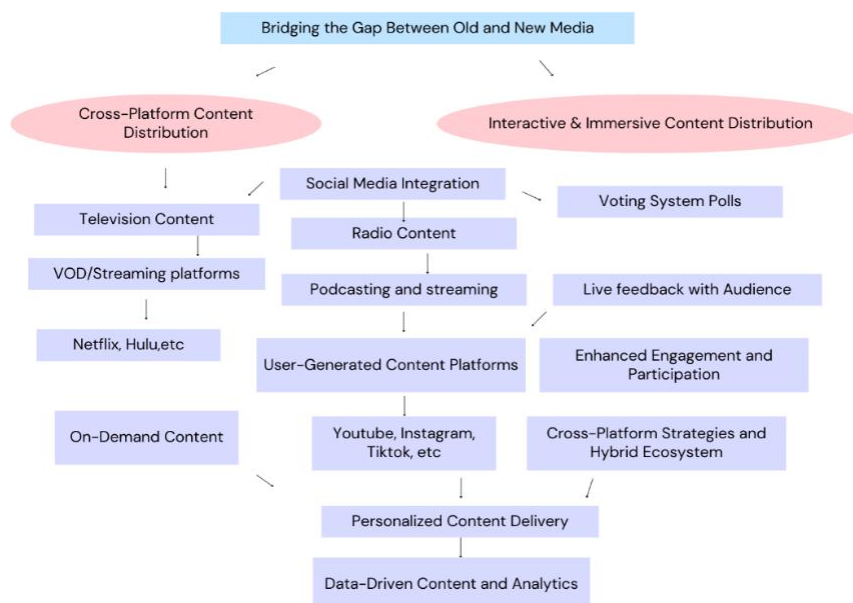 Bridging the Gap Between Old and New Media
Cross-Platform Content
Distribution
Interactive & Immersive Content Distribution
Social Media Integration
Television Content
Voting System Polls
Radio Content
VOD/Streaming platforms
Podcasting and streaming
Live feedback with Audience
Netflix, Hulu,etc
User-Generated Content Platforms
Enhanced Engagement and
Participation
On-Demand Content
Youtube, Instagram,
Tiktok, etc
Cross-Platform Strategies and
Hybrid Ecosystem
Personalized Content Delivery
Data-Driven Content and Analytics